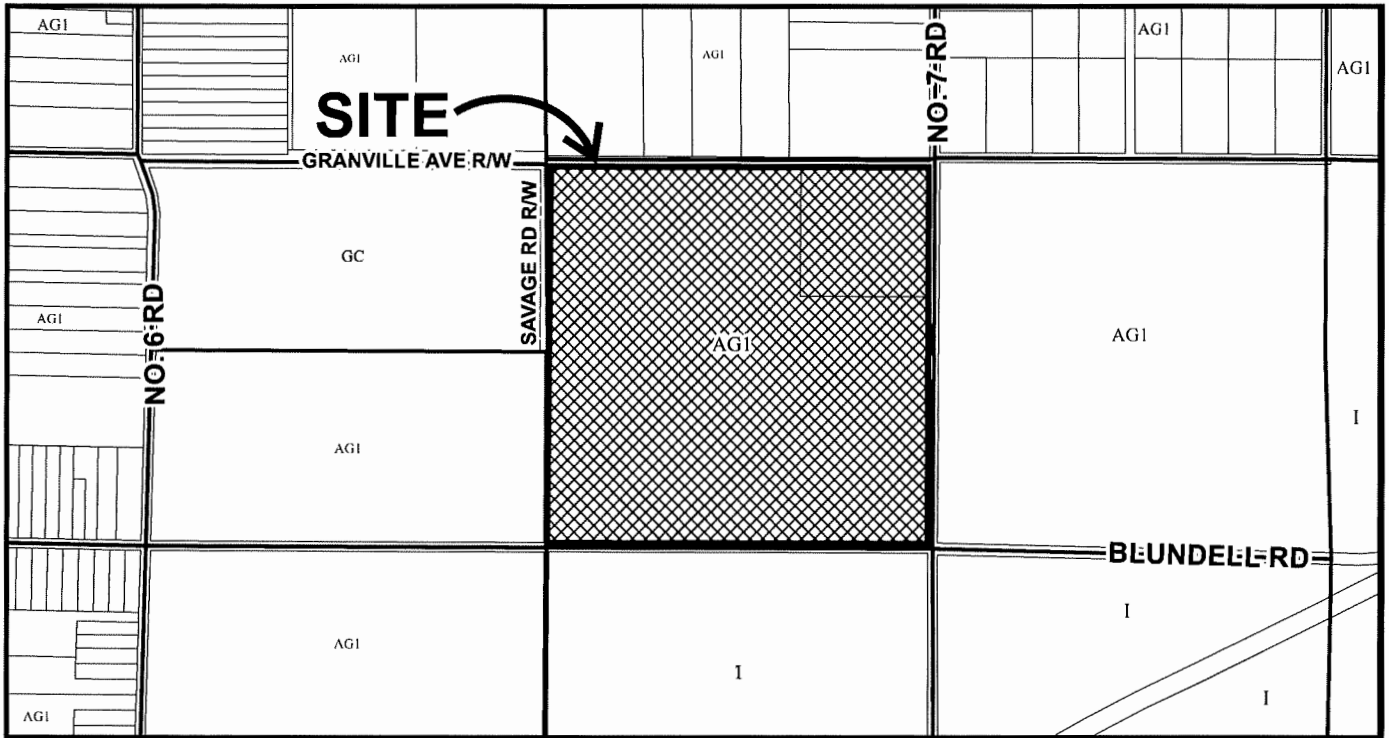 AG1
AG1
AG1
NO. 7 RD
AG1
AG1
SITE
GRANVILLE AVE R/W
SAVAGE RD R/W
GC
NO. 6 RD
AG1
AG1
AG1
AG1
I
BLUNDELL RD
I
AG1
I
I
AG1